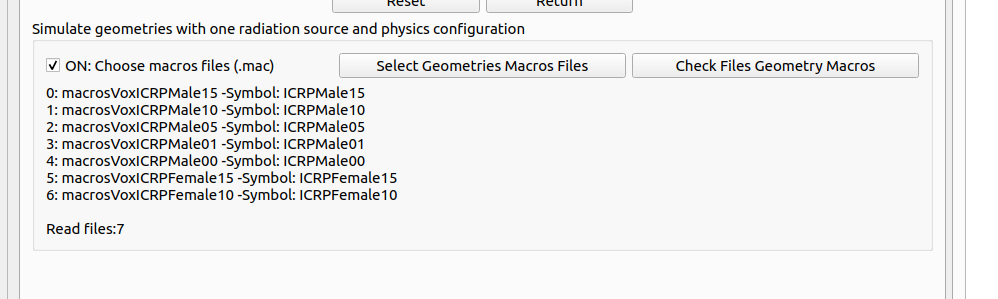 Reset Return
Simulate geometries with one radiation source and physics configuration
ON: Choose macros files (.mac) Select Geometries Macros Files Check Files Geometry Macros
0: macrosVoxICRPMale15 -Symbol: ICRPMale15
1: macrosVoxICRPMale10 -Symbol: ICRPMale10
2: macrosVoxICRPMale05 -Symbol: ICRPMale05
3: macrosVoxICRPMale01 -Symbol: ICRPMale01
4: macrosVoxICRPMale00 -Symbol: ICRPMale00
5: macrosVoxICRPFemale15 -Symbol: ICRPFemale15
6: macrosVoxICRPFemale10 -Symbol: ICRPFemale10
Read files:7